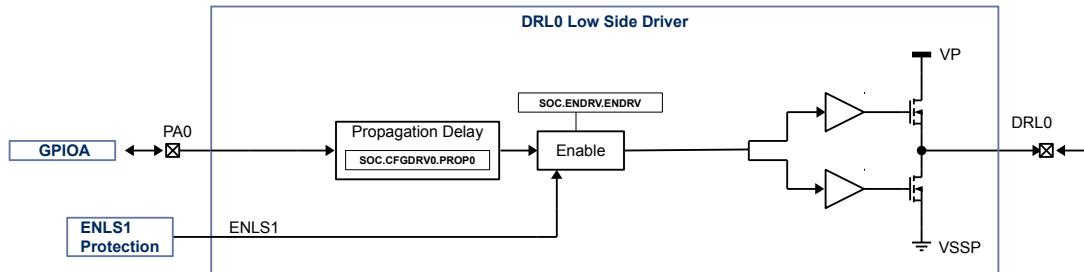 DRL0 Low Side Driver
VP
SOC.ENDRV.ENDRV
PA0
Propagation Delay
DRL0
GPIOA
SOC.CFGDRV0.PROP0
Enable
ENLS1
Protection
ENLS1
VSSP